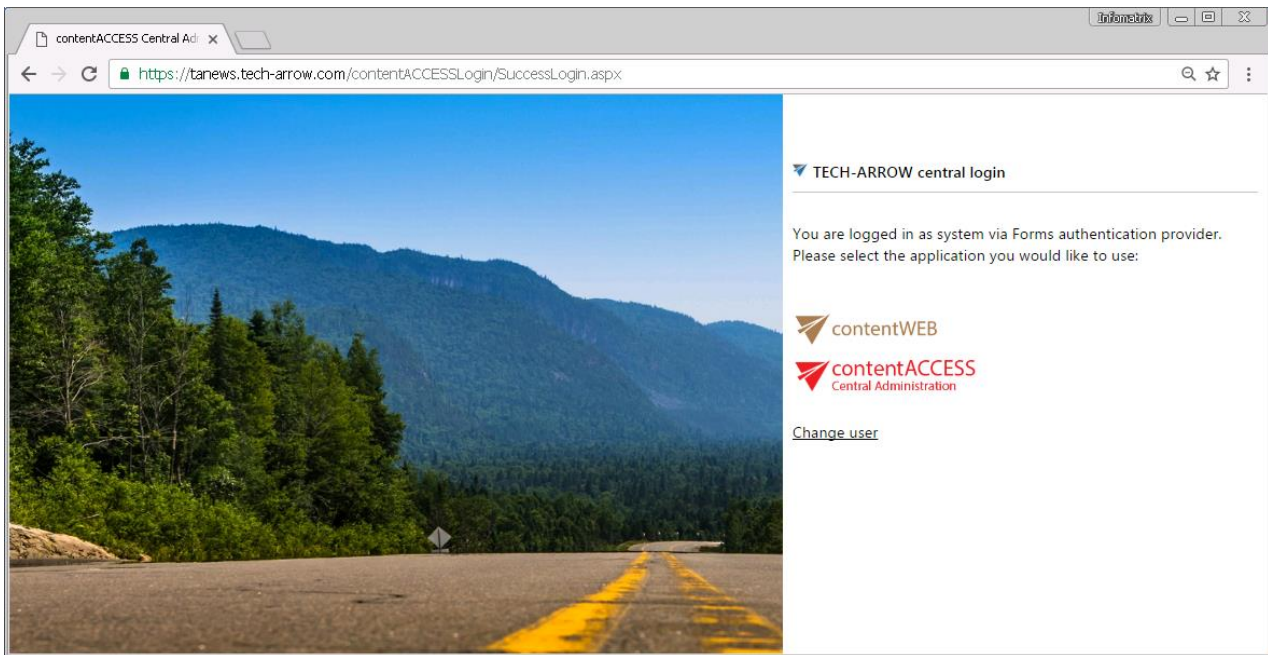 Infomatrix
contentACCESS Central Ad
https://tanews.tech-arrow.com/contentACCESSLogin/SuccessLogin.aspx
TECH-ARROW central login
You are logged in as system via Forms authentication provider.
Please select the application you would like to use:
contentWEB
contentACCESS
Central Administration
Change user